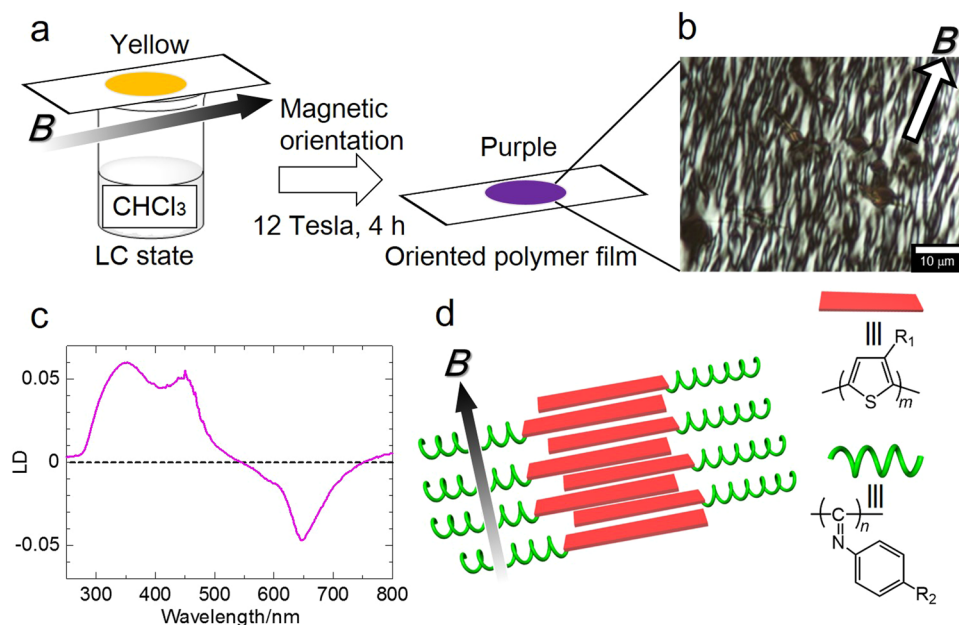 a
Yellow
B
CHCl3
LC state
Magnetic
orientation
12 Tesla, 4 h
Purple
Oriented polymer film
b
B
10 μm
c
0.05
0
-0.05
LD
300 400 500 600 700 800
Wavelength/nm
d
B
R1
S
m
C
n
N
R2